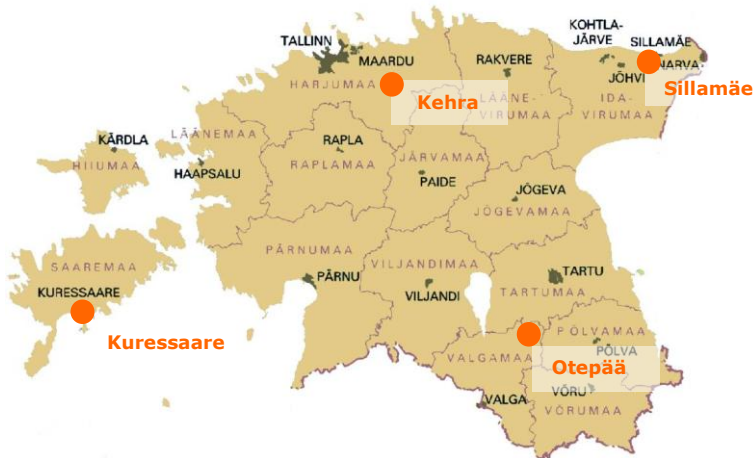 KOHTLA-
JÄRVE
SILLAMÄE
TALLINN
MAARDU
RAKVERE
NARVA
JÕHVI
HARJUMAA
Kehra
LÄÄNE-
VIRUMAA
IDA-
VIRUMAA
Sillamäe
LÄÄNEMAA
KÄRDLA
HIIUMAA
HAAPSALU
RAPLA
RAPLAMAA
JÄRVAMAA
PAIDE
JÕGEVA
JÕGEVAMAA
PÄRNUMAA
SAAREMAA
VILJANDIMAA
PÄRNU
TARTU
KURESSAARE
VILJANDI
TARTUMAA
Kuressaare
PÕLVAMAA
VALGAMAA
PÕLVA
Otepää
VALGA
VÕRU
VÕRUMAA